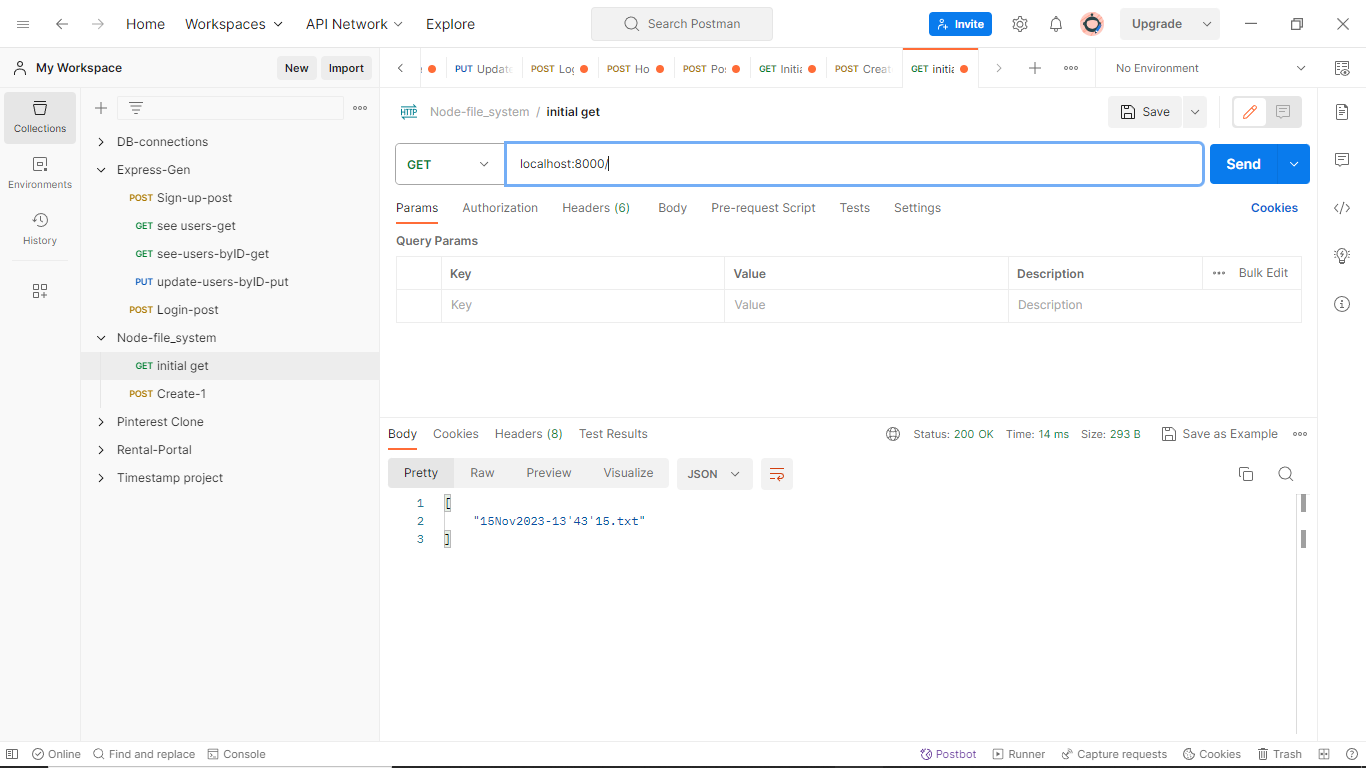 Home Workspaces API Network Explore Search Postman Invite Upgrade
My Workspace New Import
PUT Update POST Log POST Ho POST Pos GET Initia POST Creat GET initia No Environment
Collections
Environments
History
DB-connections
Express-Gen
POST Sign-up-post
GET see users-get
GET see-users-byID-get
PUT update-users-byID-put
POST Login-post
Node-file_system
GET initial get
POST Create-1
Pinterest Clone
Rental-Portal
Timestamp project
HTTP Node-file_system / initial get Save
GET localhost:8000/ Send
Params Authorization Headers (6) Body Pre-request Script Tests Settings Cookies
Query Params
Key Value Description Bulk Edit
Key Value Description
Body Cookies Headers (8) Test Results Status: 200 OK Time: 14 ms Size: 293 B Save as Example
Pretty Raw Preview Visualize JSON
1 [
2 "15Nov2023-13'43'15.txt"
3 ]
Online Find and replace Console Postbot Runner Capture requests Cookies Trash